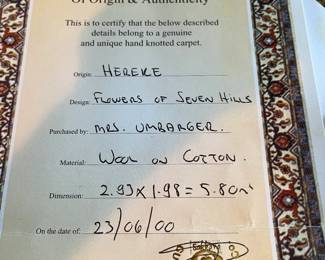 Of Origin & Authenticity
This is to certify that the below described
details belong to a genuine
and unique hand knotted carpet.
Origin: HEREKE
Design: FLOWERS OF SEVEN HILLS
Purchased by: MRS. UMBARGER.
Material: WOOL ON COTTON.
Dimension: 2.93 x 1.98 = 5.80m²
On the date of: 23/06/00